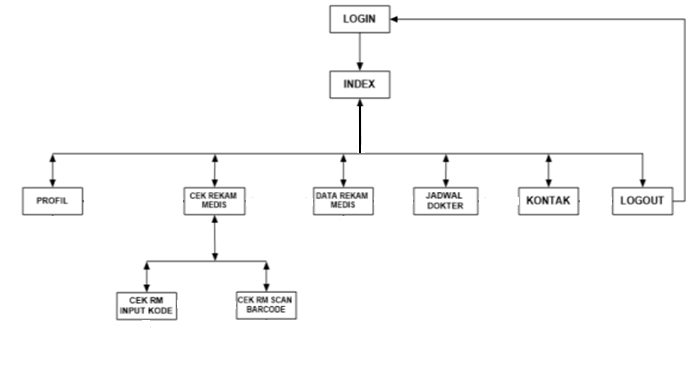 LOGIN
INDEX
PROFIL
CEK REKAM
MEDIS
DATA REKAM
MEDIS
JADWAL
DOKTER
KONTAK
LOGOUT
CEK RM
INPUT KODE
CEK RM SCAN
BARCODE